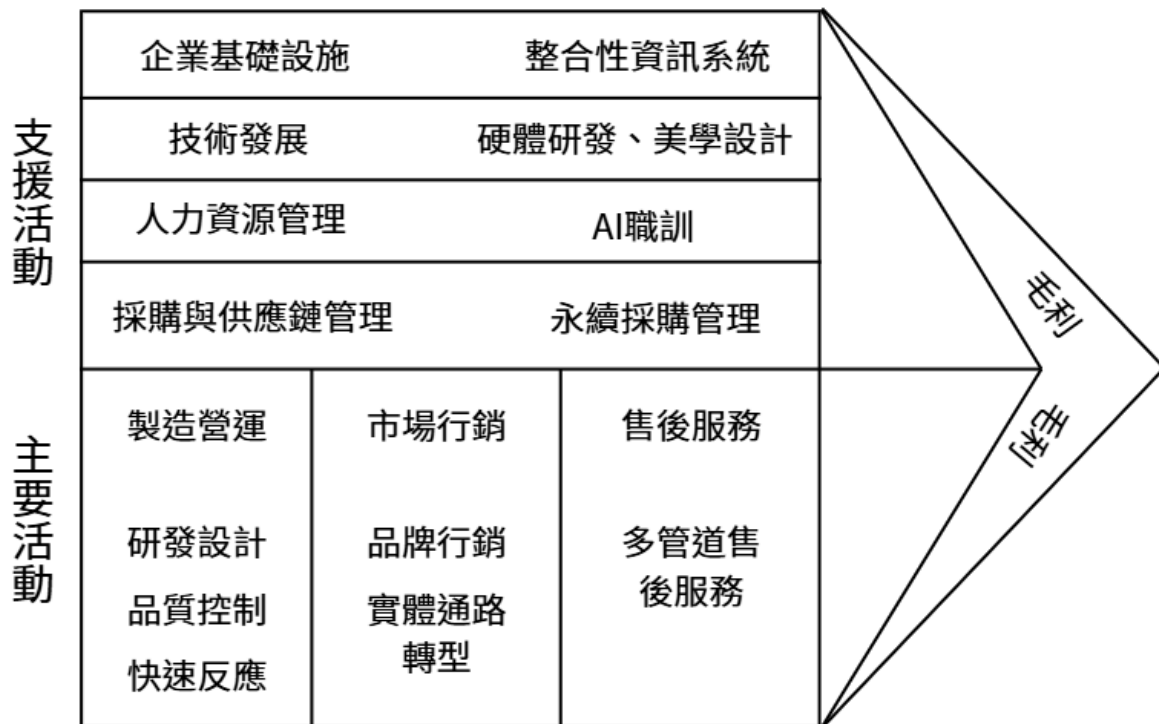 支援活動
企業基礎設施 整合性資訊系統
技術發展 硬體研發、美學設計
人力資源管理 AI職訓
採購與供應鏈管理 永續採購管理
毛利
主要活動
製造營運
研發設計
品質控制
快速反應
市場行銷
品牌行銷
實體通路
轉型
售後服務
多管道售
後服務
毛利